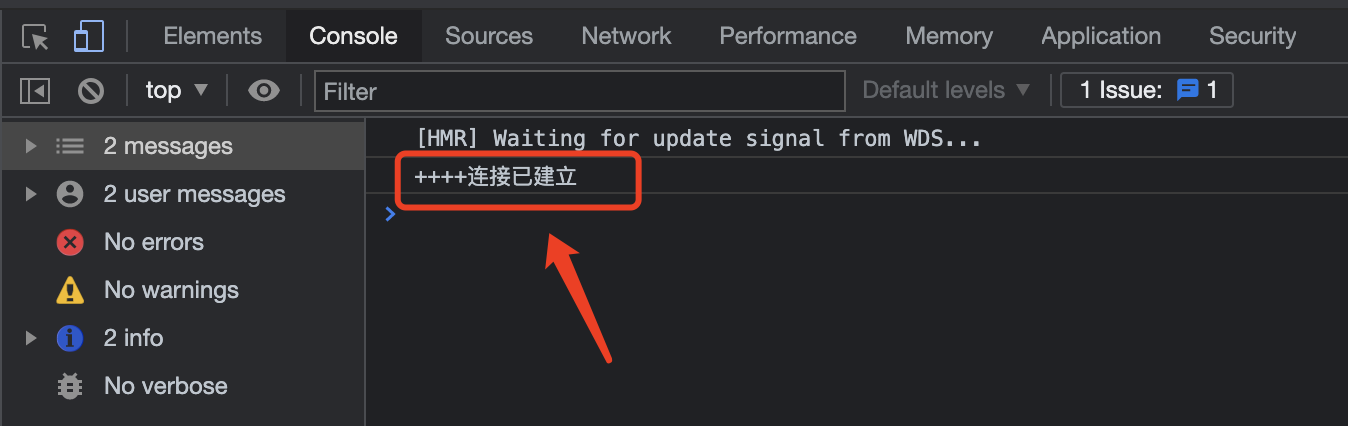 Elements Console Sources Network Performance Memory Application Security
top Filter Default levels 1 Issue: 1
2 messages
[HMR] Waiting for update signal from WDS...
++++连接已建立
2 user messages
No errors
No warnings
2 info
No verbose